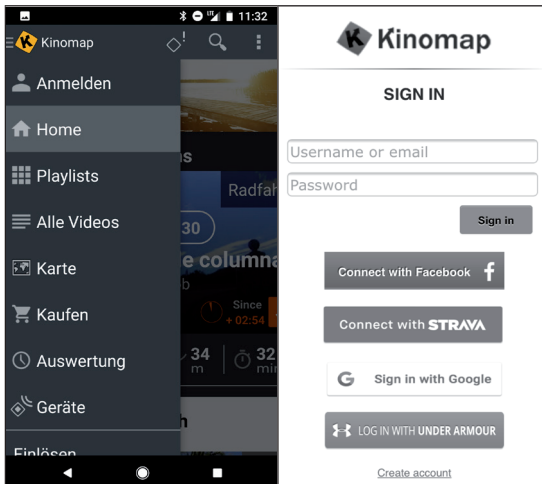 11:32
Kinomap
Anmelden
Home
Playlists
Alle Videos
Karte
Kaufen
Auswertung
Geräte
Einlösen
s
Radfah
30
e columna
b
Since
+ 02:54
34
m
32
min
h
Kinomap
SIGN IN
Username or email
Password
Sign in
Connect with Facebook f
Connect with STRAVA
G Sign in with Google
LOG IN WITH UNDER ARMOUR
Create account